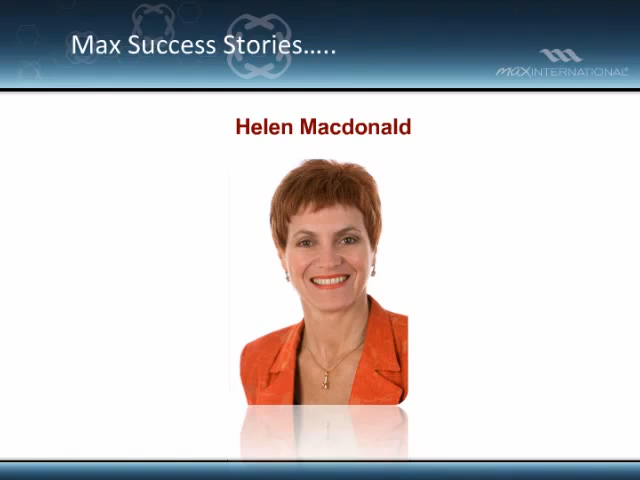 Max Success Stories.....
maxINTERNATIONAL®
Helen Macdonald